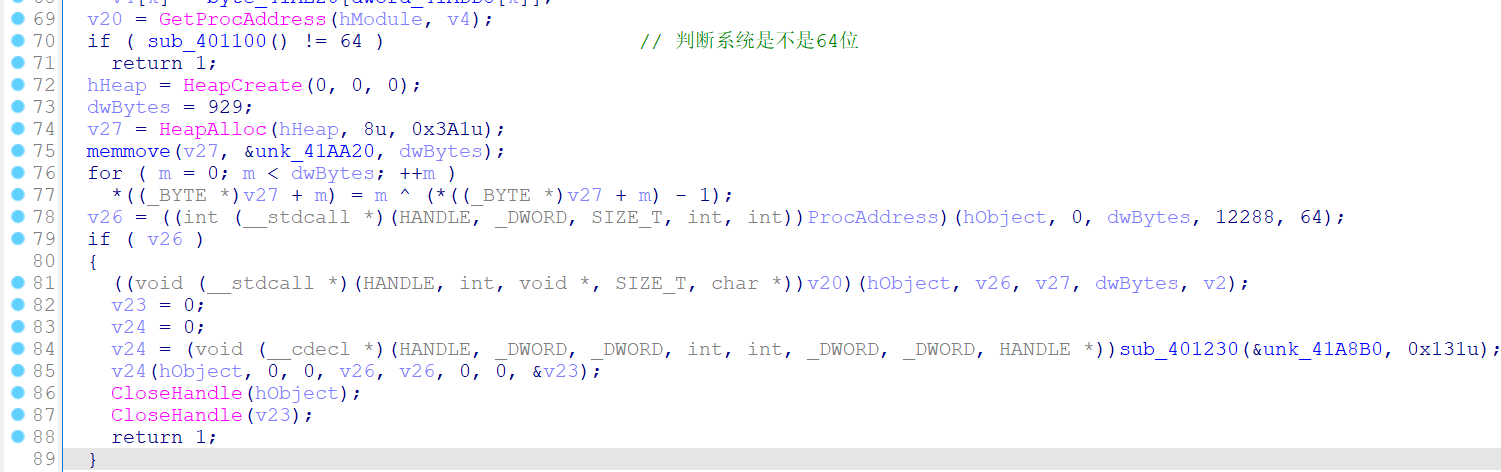 69 v20 = GetProcAddress(hModule, v4);
70 if ( sub_401100() != 64 ) // 判断系统是不是64位
71 return 1;
72 hHeap = HeapCreate(0, 0, 0);
73 dwBytes = 929;
74 v27 = HeapAlloc(hHeap, 8u, 0x3A1u);
75 memmove(v27, &unk_41AA20, dwBytes);
76 for ( m = 0; m < dwBytes; ++m )
77 *((_BYTE *)v27 + m) = m ^ (*((_BYTE *)v27 + m) - 1);
78 v26 = ((int (__stdcall *)(HANDLE, _DWORD, SIZE_T, int, int))ProcAddress)(hObject, 0, dwBytes, 12288, 64);
79 if ( v26 )
80 {
81 ((void (__stdcall *)(HANDLE, int, void *, SIZE_T, char *))v20)(hObject, v26, v27, dwBytes, v2);
82 v23 = 0;
83 v24 = 0;
84 v24 = (void (__cdecl *)(HANDLE, _DWORD, _DWORD, int, int, _DWORD, _DWORD, HANDLE *))sub_401230(&unk_41A8B0, 0x131u);
85 v24(hObject, 0, 0, v26, v26, 0, 0, &v23);
86 CloseHandle(hObject);
87 CloseHandle(v23);
88 return 1;
89 }